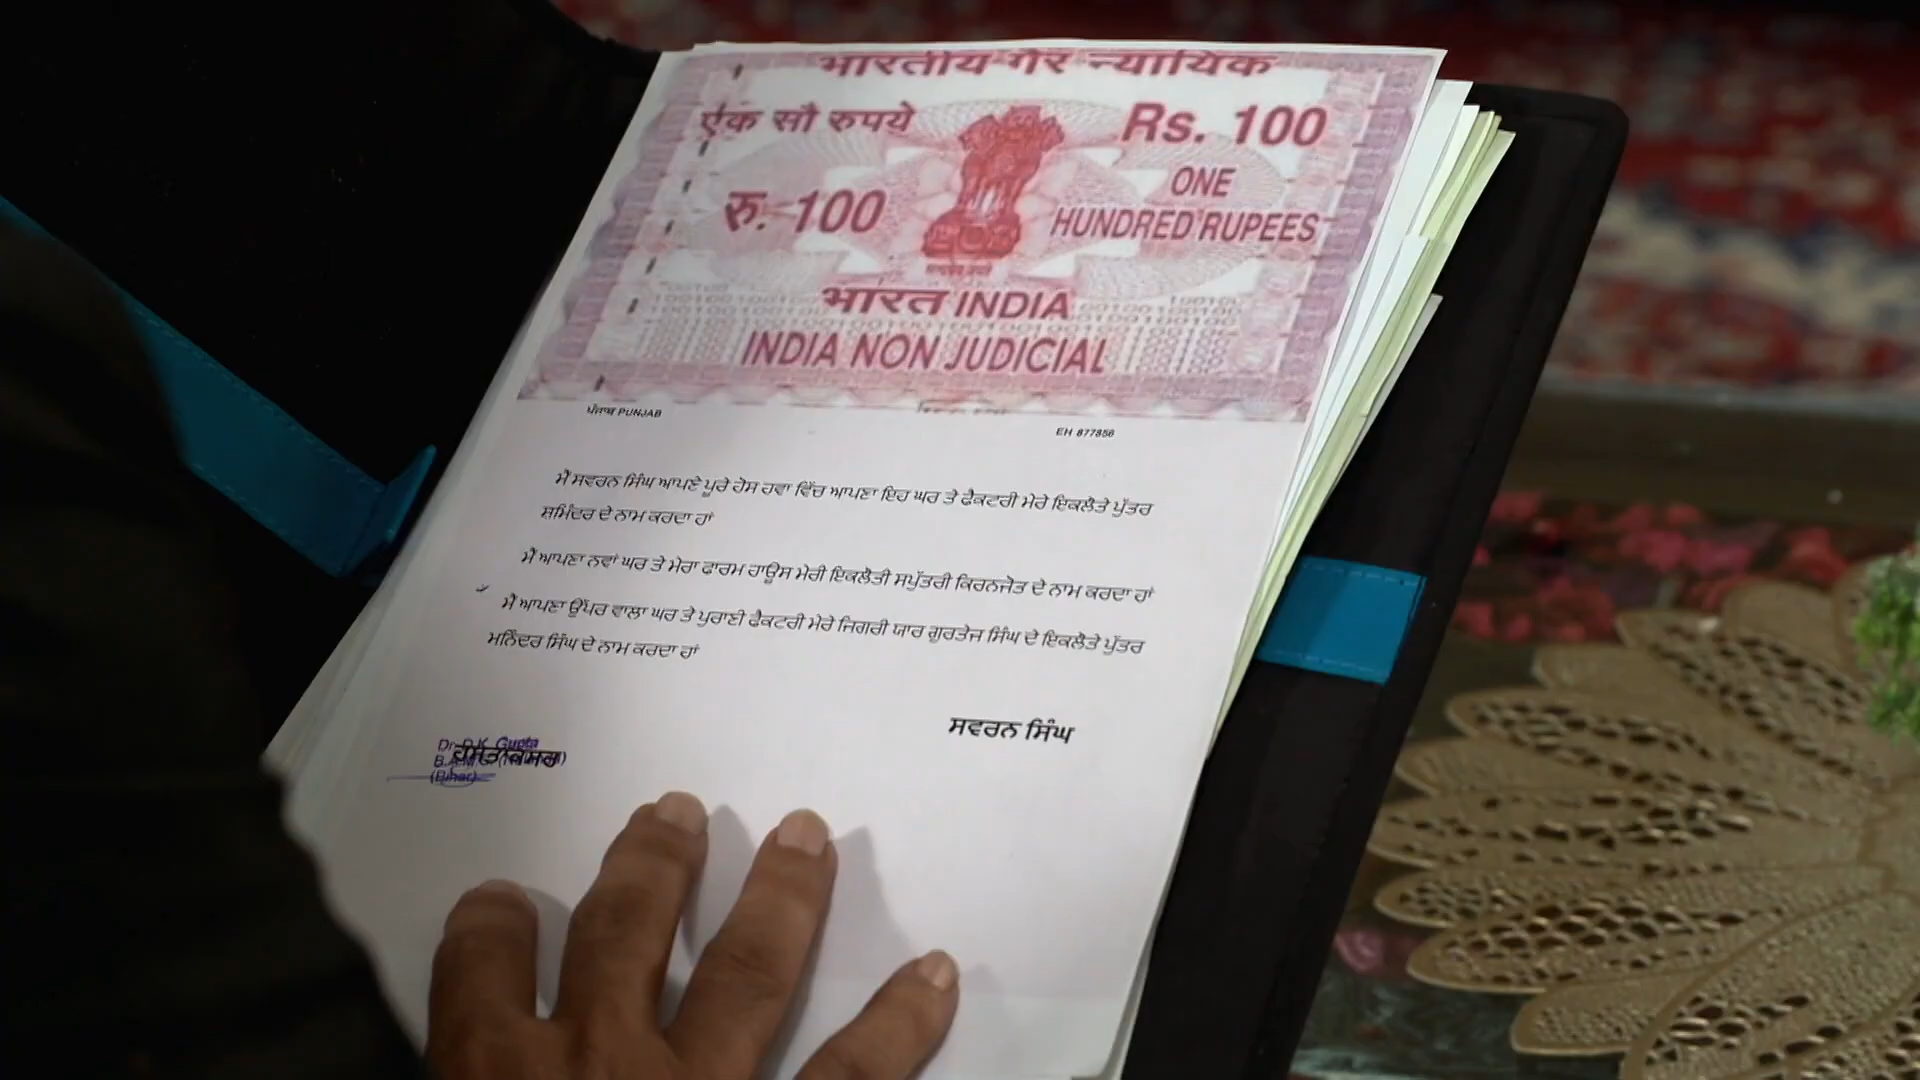 भारतीय गैर न्यायिक
एक सौ रुपये
Rs. 100
रु. 100
ONE
HUNDRED RUPEES
भारत INDIA
INDIA NON JUDICIAL
ਪੰਜਾਬ PUNJAB
EH 877856
ਮੈਂ ਸਵਰਨ ਸਿੰਘ ਆਪਣੇ ਪੂਰੇ ਹੋਸ ਹਵਾ ਵਿੱਚ ਆਪਣਾ ਇਹ ਘਰ ਤੇ ਫੈਕਟਰੀ ਮੇਰੇ ਇਕਲੌਤੇ ਪੁੱਤਰ
ਸ਼ਮਿੰਦਰ ਦੇ ਨਾਮ ਕਰਦਾ ਹਾਂ
ਮੈਂ ਆਪਣਾ ਨਵਾਂ ਘਰ ਤੇ ਮੇਰਾ ਫਾਰਮ ਹਾਊਸ ਮੇਰੀ ਇਕਲੌਤੀ ਸਪੁੱਤਰੀ ਕਿਰਨਜੋਤ ਦੇ ਨਾਮ ਕਰਦਾ ਹਾਂ
ਮੈਂ ਆਪਣਾ ਉੱਪਰ ਵਾਲਾ ਘਰ ਤੇ ਪੁਰਾਣੀ ਫੈਕਟਰੀ ਮੇਰੇ ਜਿਗਰੀ ਯਾਰ ਗੁਰਤੇਜ ਸਿੰਘ ਦੇ ਇਕਲੌਤੇ ਪੁੱਤਰ
ਮਨਿੰਦਰ ਸਿੰਘ ਦੇ ਨਾਮ ਕਰਦਾ ਹਾਂ
ਸਵਰਨ ਸਿੰਘ
Gupta
(Bihar)